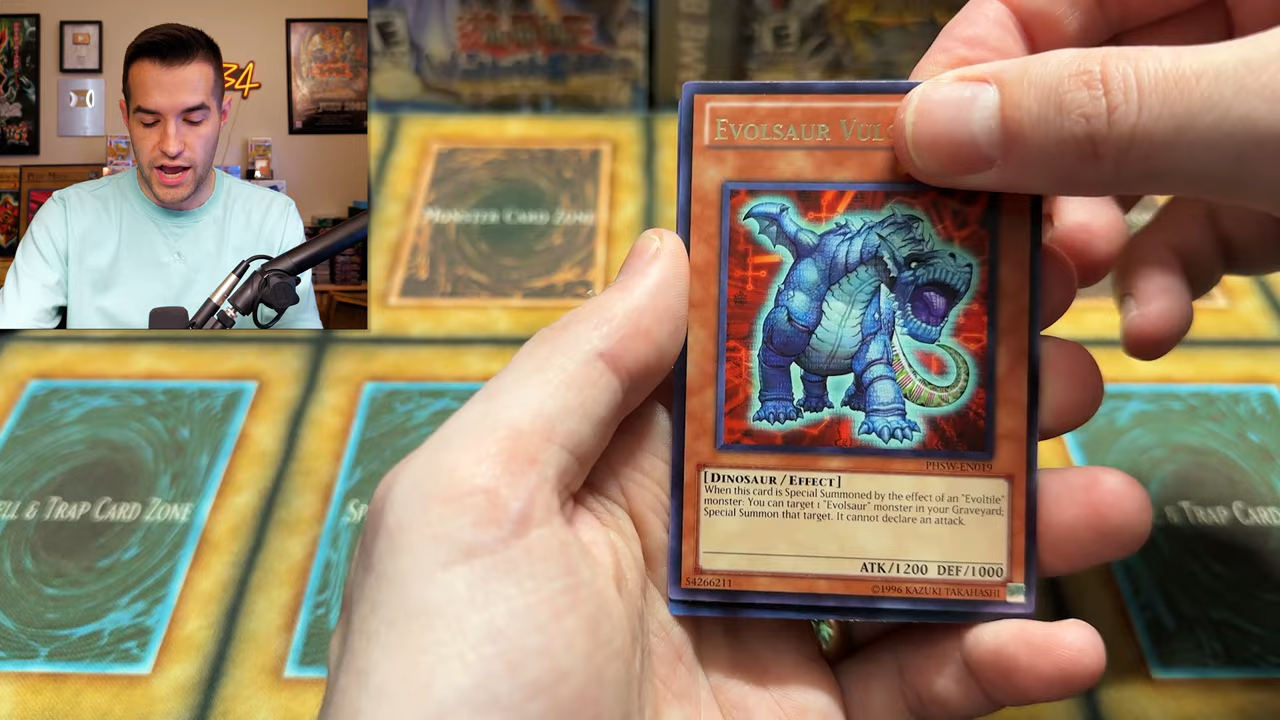 34
E
E
MONSTER CARD ZONE
EVOLSAUR
PHSW-EN019
[DINOSAUR/EFFECT]
When this card is Special Summoned by the effect of an "Evoltile"
monster: You can target 1 "Evolsaur" monster in your Graveyard;
Special Summon that target. It cannot declare an attack.
ATK/1200 DEF/1000
54266211
©1996 KAZUKI TAKAHASHI
ELL & TRAP CARD ZONE
TRAP CARD